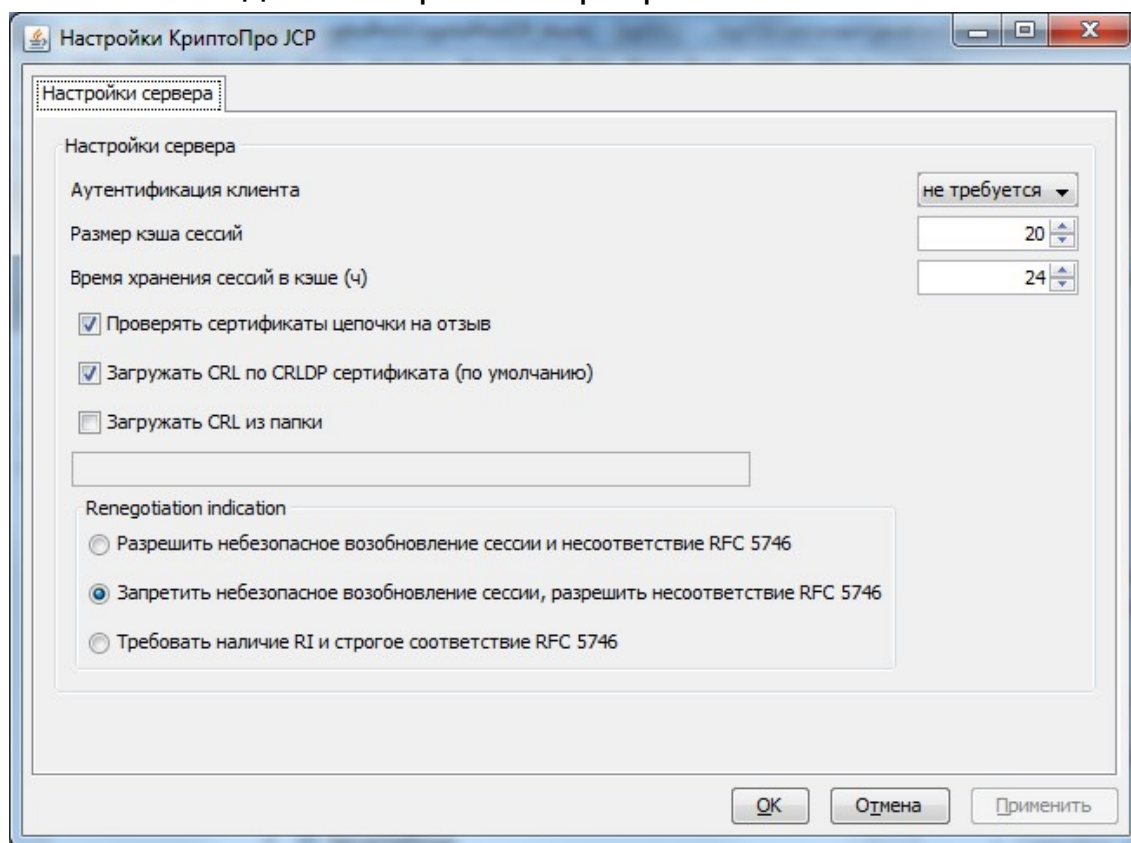 Настройки КриптоПро JCP
Настройки сервера
Настройки сервера
Аутентификация клиента
не требуется
Размер кэша сессий
20
Время хранения сессий в кэше (ч)
24
Проверять сертификаты цепочки на отзыв
Загружать CRL по CRLDP сертификата (по умолчанию)
Загружать CRL из папки
Renegotiation indication
Разрешить небезопасное возобновление сессии и несоответствие RFC 5746
Запретить небезопасное возобновление сессии, разрешить несоответствие RFC 5746
Требовать наличие RI и строгое соответствие RFC 5746
OK
Отмена
Применить